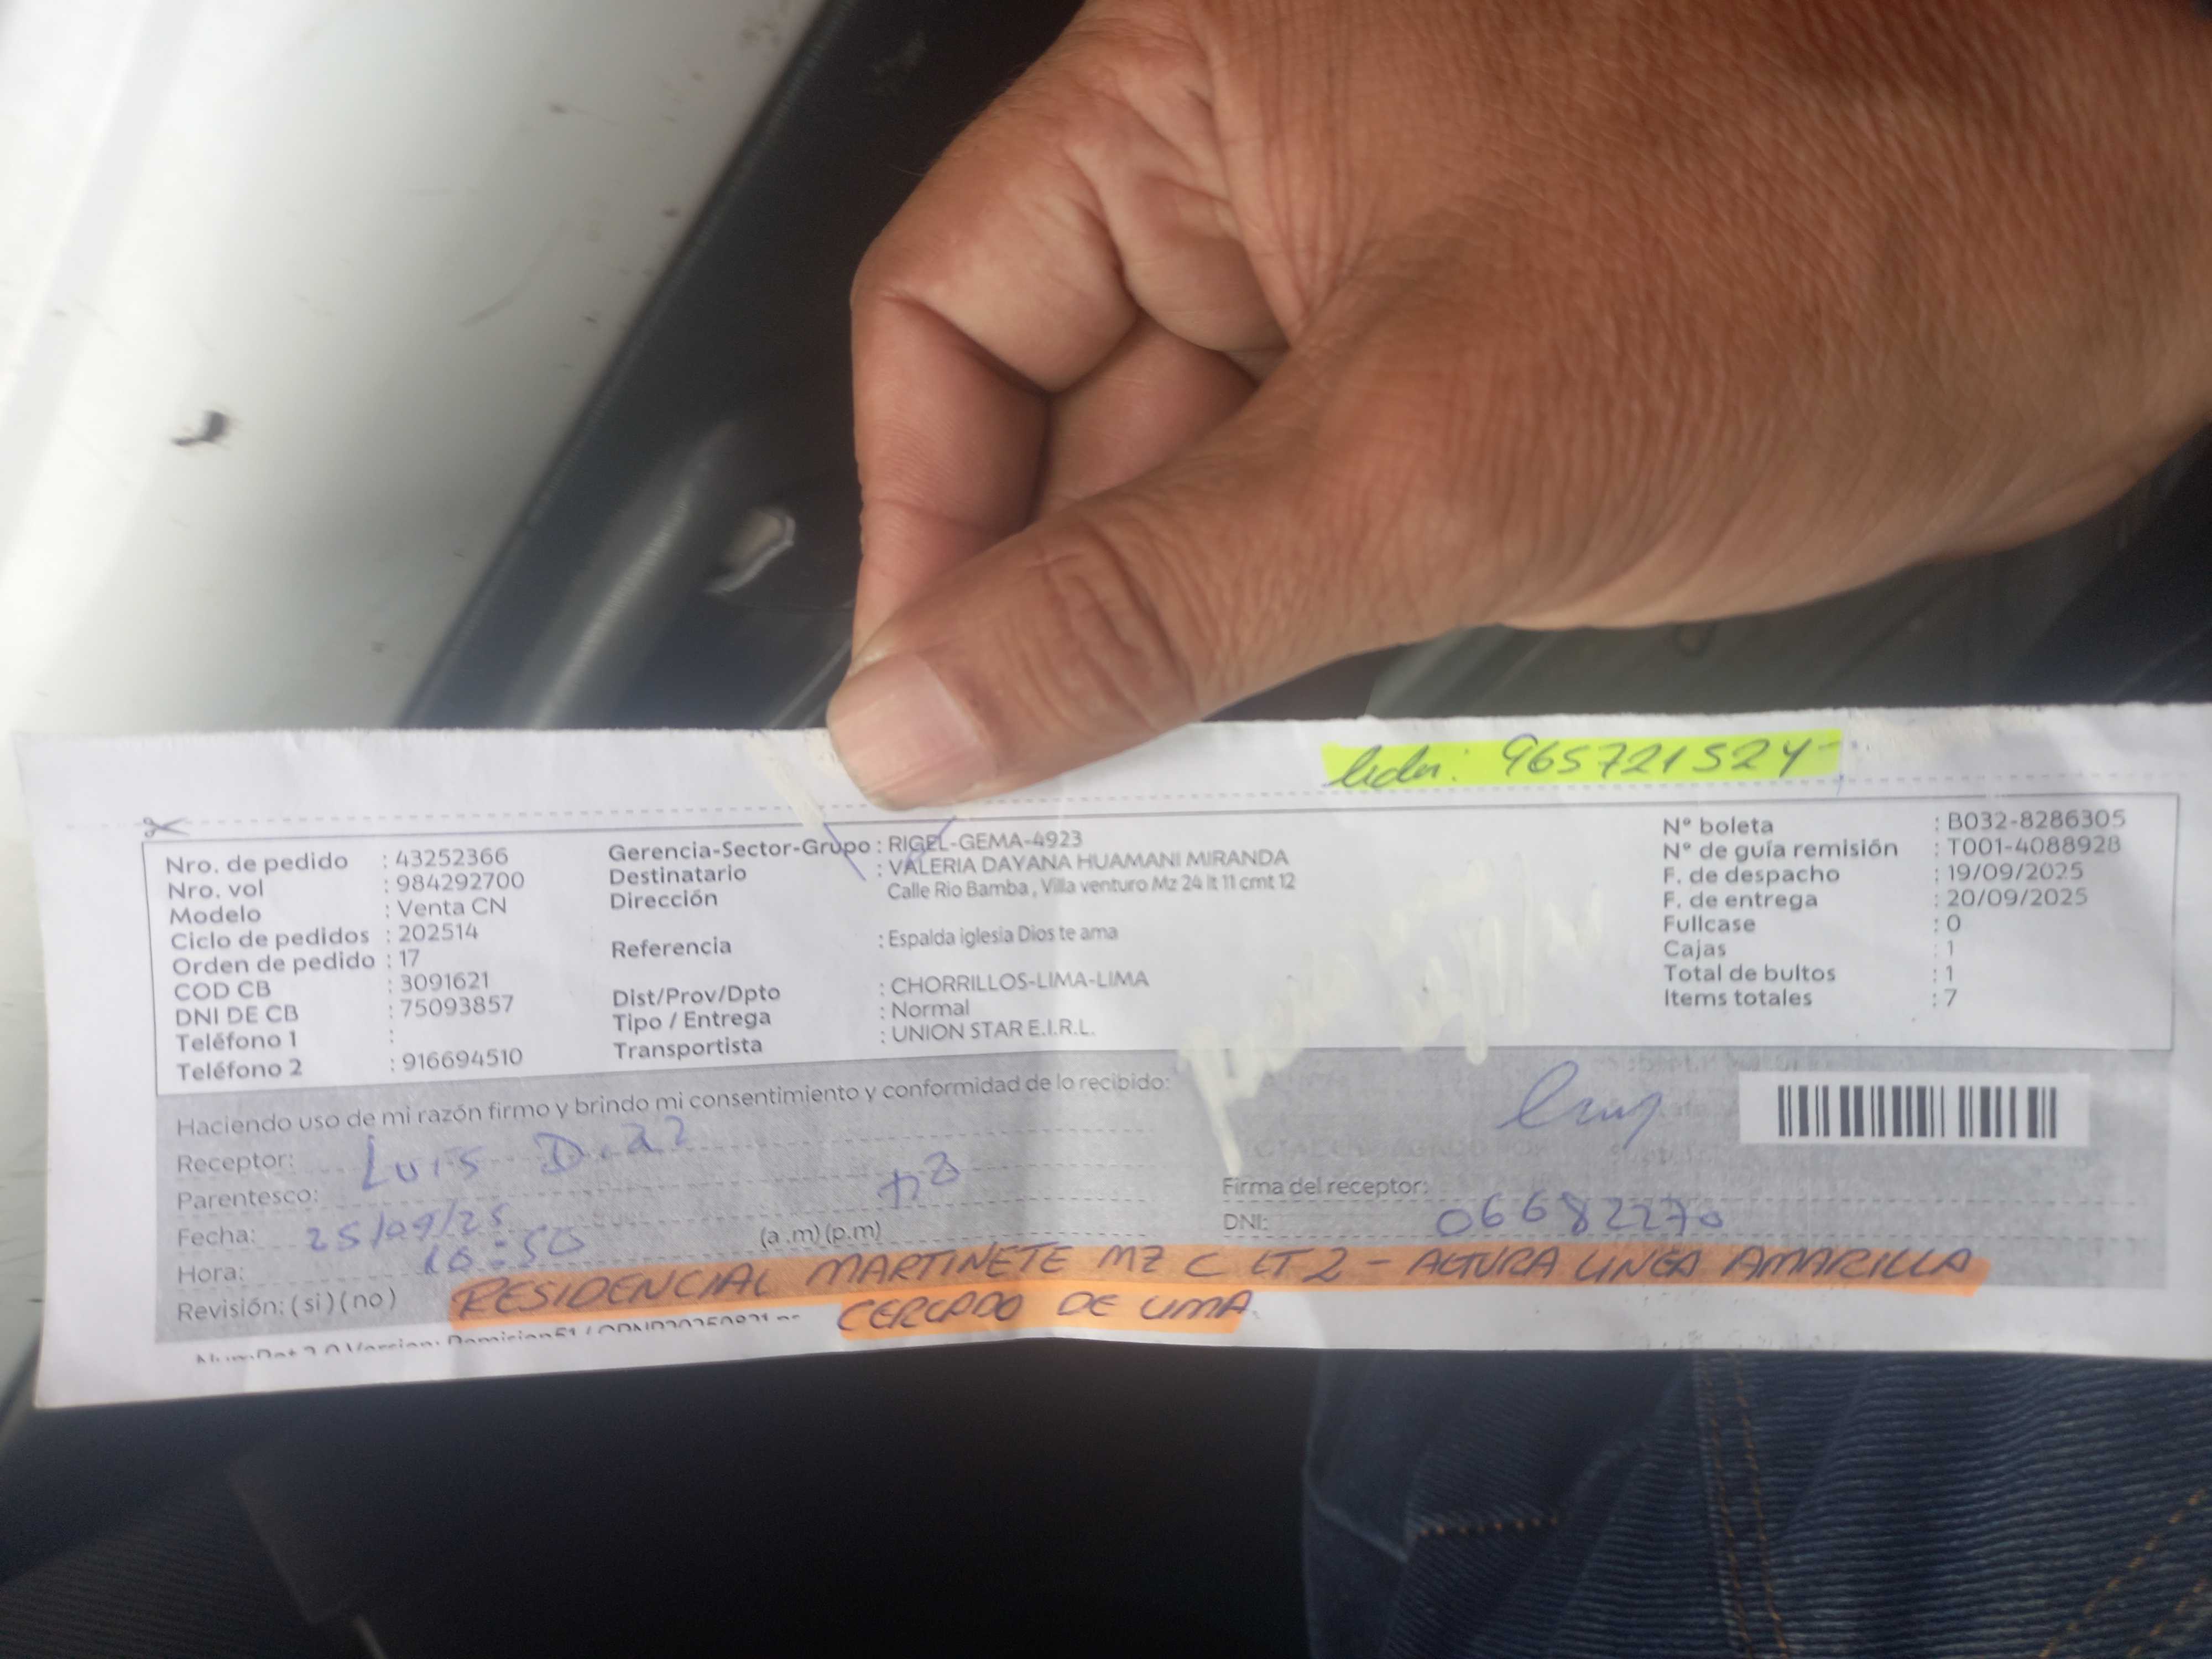 lider: 965721524
Nro. de pedido : 43252366
Nro. vol : 984292700
Modelo : Venta CN
Ciclo de pedidos : 202514
Orden de pedido : 17
COD CB : 3091621
DNI DE CB : 75093857
Teléfono 1 :
Teléfono 2 : 916694510
Gerencia-Sector-Grupo : RIGEL-GEMA-4923
Destinatario : VALERIA DAYANA HUAMANI MIRANDA
Dirección Calle Rio Bamba , Villa venturo Mz 24 lt 11 cmt 12
Referencia : Espalda iglesia Dios te ama
Dist/Prov/Dpto : CHORRILLOS-LIMA-LIMA
Tipo / Entrega : Normal
Transportista : UNION STAR E.I.R.L.
N° boleta : B032-8286305
N° de guía remisión : T001-4088928
F. de despacho : 19/09/2025
F. de entrega : 20/09/2025
Fullcase : 0
Cajas : 1
Total de bultos : 1
Items totales : 7
Haciendo uso de mi razón firmo y brindo mi consentimiento y conformidad de lo recibido:
Receptor: Luis Diaz
Parentesco:
Fecha: 25/09/25
Hora: 10:50 (a.m) (p.m)
Revisión: (si) (no)
Firma del receptor:
DNI: 06682270
RESIDENCIAL MARTINETE MZ C LT 2 - ALTURA LINEA AMARILLA
CERCADO DE LIMA